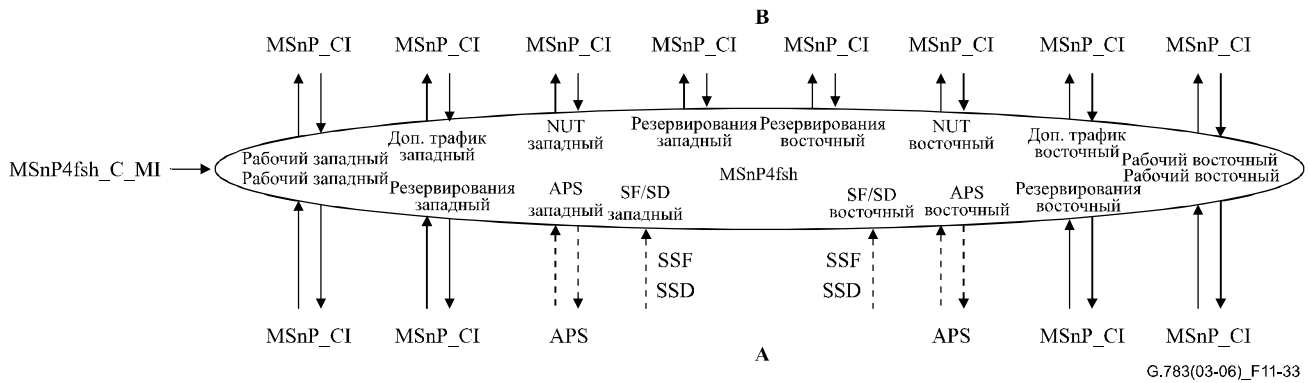 B
MSnP_CI MSnP_CI MSnP_CI MSnP_CI MSnP_CI MSnP_CI MSnP_CI MSnP_CI
Доп. трафик западный
NUT западный
Резервирования западный
Резервирования восточный
NUT восточный
Доп. трафик восточный
MSnP4fsh_C_MI
Рабочий западный
Рабочий западный
MSnP4fsh
Рабочий восточный
Рабочий восточный
Резервирования западный
APS западный
SF/SD западный
SF/SD восточный
APS восточный
Резервирования восточный
SSF SSF
SSD SSD
MSnP_CI MSnP_CI APS APS MSnP_CI MSnP_CI
A
G.783(03-06)_F11-33